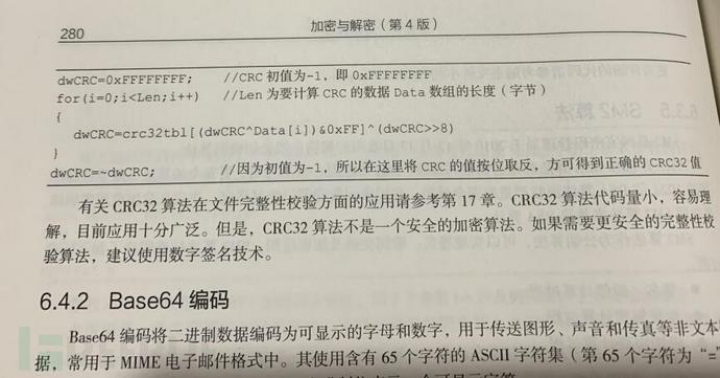 280
加密与解密（第 4 版）
dwCRC=0xFFFFFFFF; //CRC 初值为-1，即 0xFFFFFFFF
for(i=0;i<Len;i++) //Len 为要计算 CRC 的数据 Data 数组的长度（字节）
{
dwCRC=crc32tbl[(dwCRC^Data[i])&0xFF]^(dwCRC>>8)
}
dwCRC=~dwCRC; //因为初值为-1，所以在这里将 CRC 的值按位取反，方可得到正确的 CRC32 值
有关 CRC32 算法在文件完整性校验方面的应用请参考第 17 章。CRC32 算法代码量小，容易理
解，目前应用十分广泛。但是，CRC32 算法不是一个安全的加密算法。如果需要更安全的完整性校
验算法，建议使用数字签名技术。
6.4.2 Base64 编码
Base64 编码将二进制数据编码为可显示的字母和数字，用于传送图形、声音和传真等非文本
据，常用于 MIME 电子邮件格式中。其使用含有 65 个字符的 ASCII 字符集（第 65 个字符为“=”